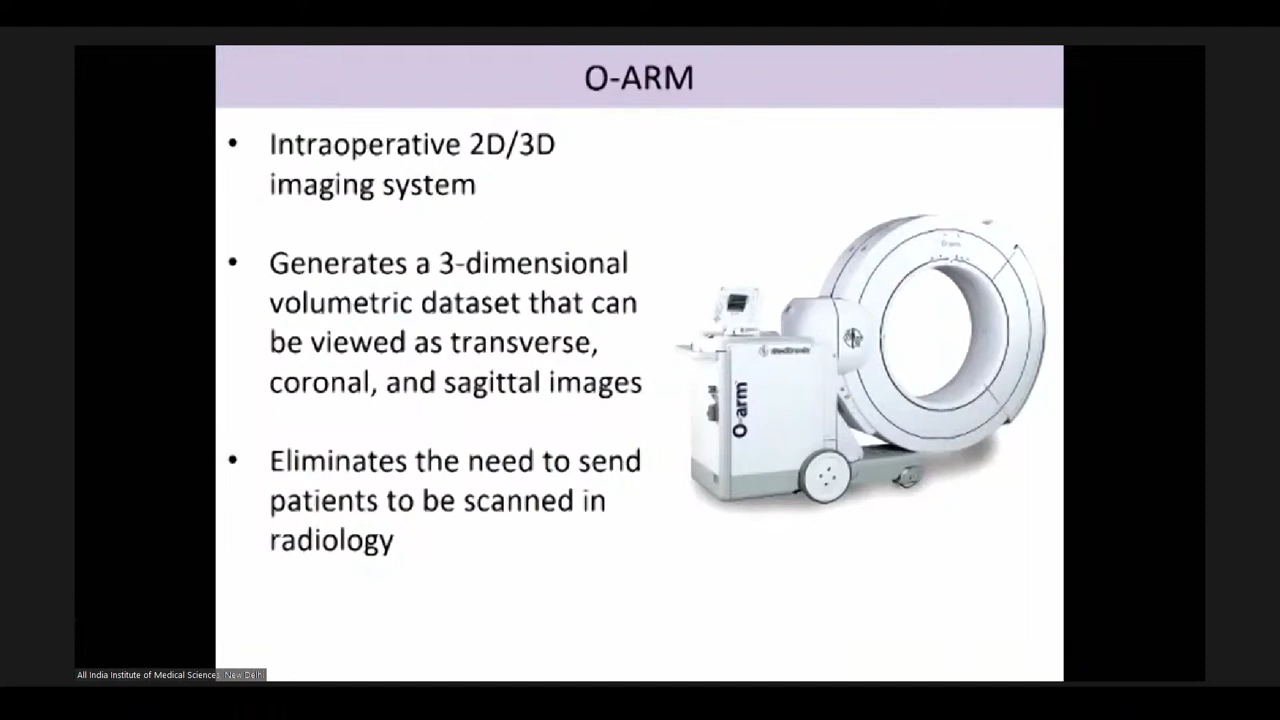 O-ARM
• Intraoperative 2D/3D
imaging system
• Generates a 3-dimensional
volumetric dataset that can
be viewed as transverse,
coronal, and sagittal images
• Eliminates the need to send
patients to be scanned in
radiology
Medtronic
O-arm
All India Institute of Medical Sciences, New Delhi